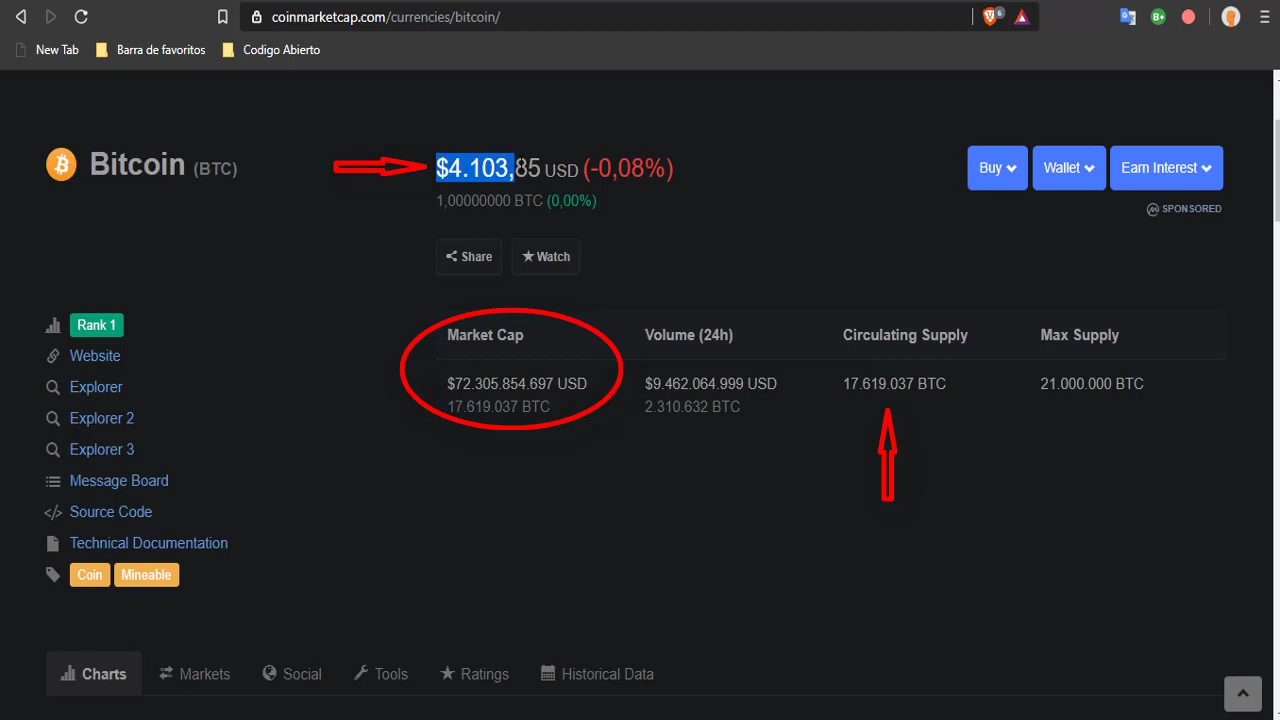 coinmarketcap.com/currencies/bitcoin/
6
B+
New Tab
Barra de favoritos
Codigo Abierto
Bitcoin (BTC)
$4.103,85 USD (-0,08%)
1,00000000 BTC (0,00%)
Buy
Wallet
Earn Interest
SPONSORED
Share
Watch
Rank 1
Website
Explorer
Explorer 2
Explorer 3
Message Board
Source Code
Technical Documentation
Coin Mineable
Market Cap Volume (24h) Circulating Supply Max Supply
$72.305.854.697 USD $9.462.064.999 USD 17.619.037 BTC 21.000.000 BTC
17.619.037 BTC 2.310.632 BTC
Charts Markets Social Tools Ratings Historical Data